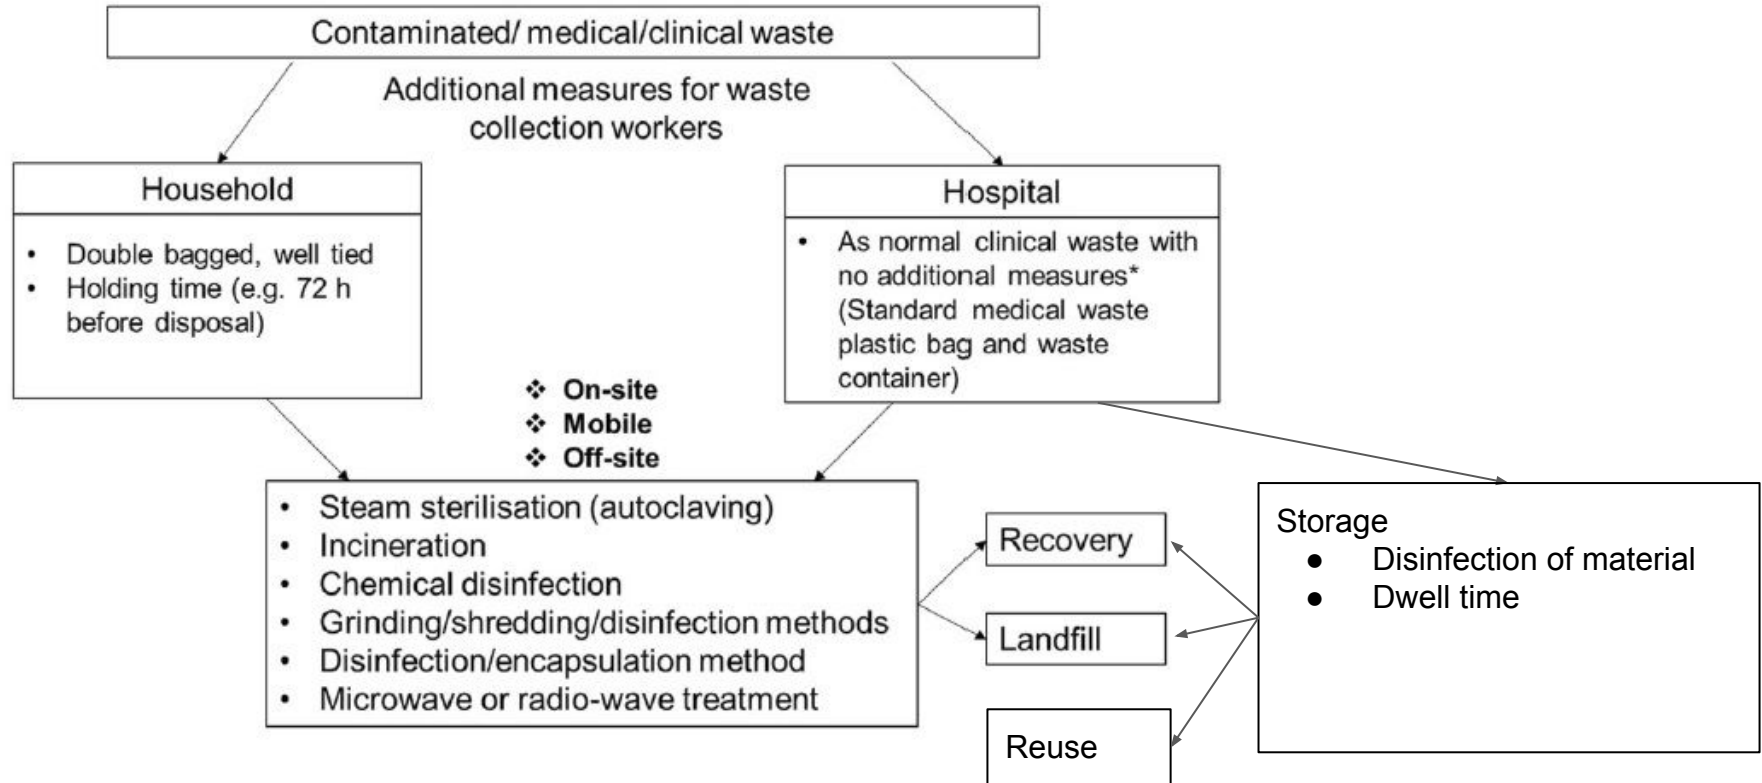 Contaminated/ medical/clinical waste
Additional measures for waste
collection workers
Household
• Double bagged, well tied
• Holding time (e.g. 72 h
before disposal)
Hospital
• As normal clinical waste with
no additional measures*
(Standard medical waste
plastic bag and waste
container)
❖ On-site
❖ Mobile
❖ Off-site
• Steam sterilisation (autoclaving)
• Incineration
• Chemical disinfection
• Grinding/shredding/disinfection methods
• Disinfection/encapsulation method
• Microwave or radio-wave treatment
Recovery
Landfill
Reuse
Storage
● Disinfection of material
● Dwell time